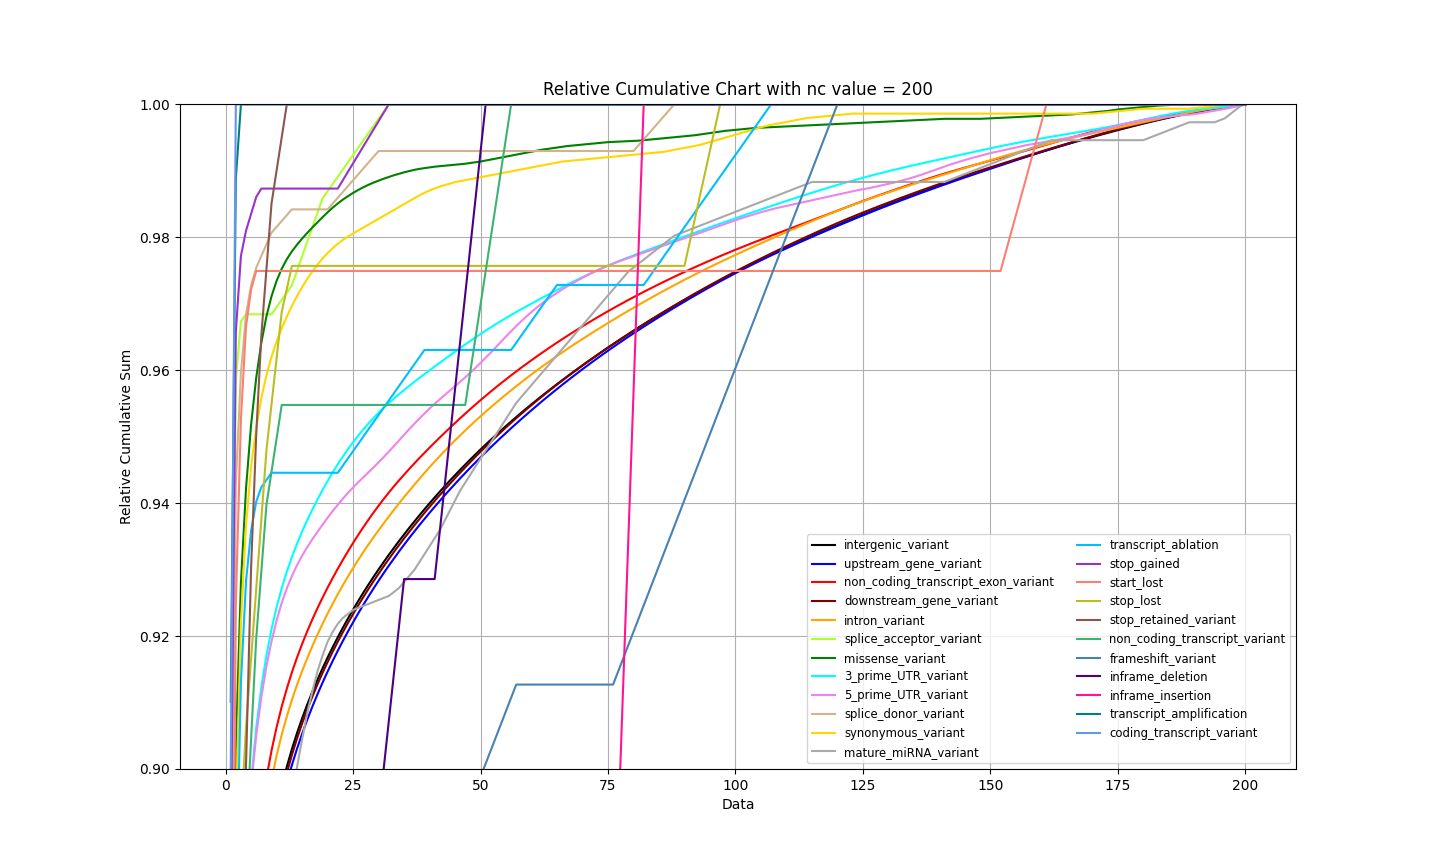 Relative Cumulative Chart with nc value = 200
1.00
0.98
0.96
0.94
0.92
0.90
Relative Cumulative Sum
0
25
50
75
100
125
150
175
200
Data
intergenic_variant
upstream_gene_variant
non_coding_transcript_exon_variant
downstream_gene_variant
intron_variant
splice_acceptor_variant
missense_variant
3_prime_UTR_variant
5_prime_UTR_variant
splice_donor_variant
synonymous_variant
mature_miRNA_variant
transcript_ablation
stop_gained
start_lost
stop_lost
stop_retained_variant
non_coding_transcript_variant
frameshift_variant
inframe_deletion
inframe_insertion
transcript_amplification
coding_transcript_variant